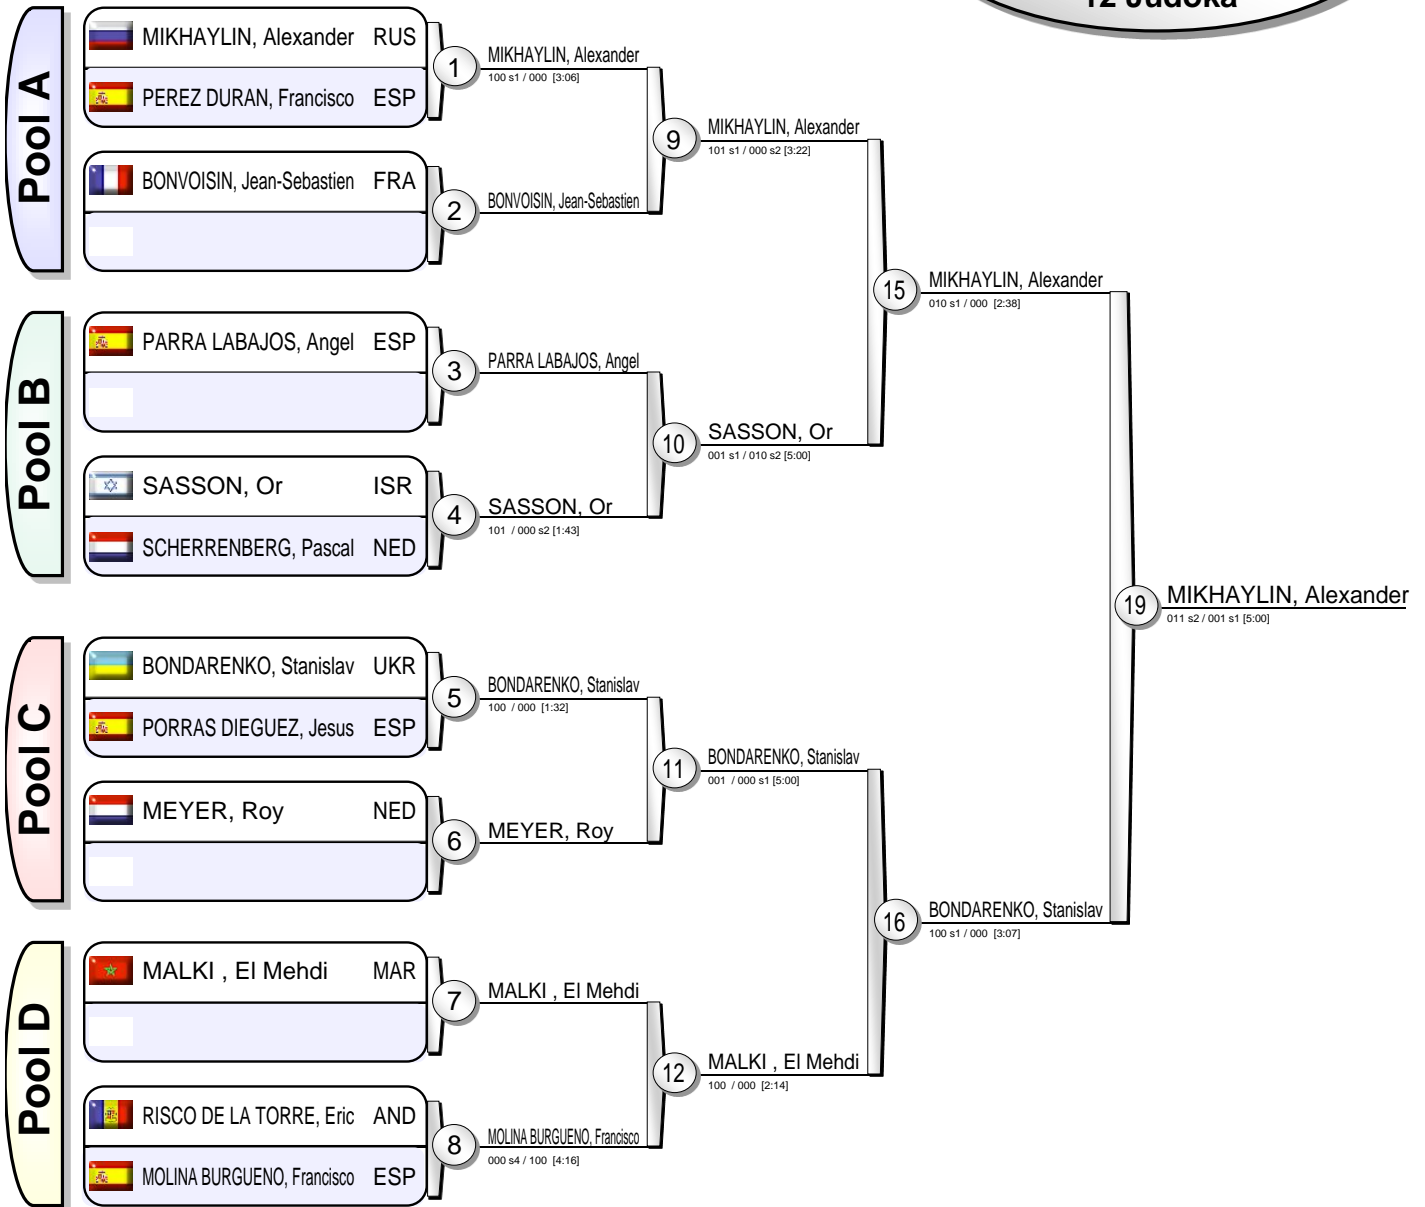 12 Judoka
Pool A
MIKHAYLIN, Alexander RUS
PEREZ DURAN, Francisco ESP
BONVOISIN, Jean-Sebastien FRA
1
MIKHAYLIN, Alexander
100 s1 / 000 [3:06]
2
BONVOISIN, Jean-Sebastien
9
MIKHAYLIN, Alexander
101 s1 / 000 s2 [3:22]
Pool B
PARRA LABAJOS, Angel ESP
SASSON, Or ISR
SCHERRENBERG, Pascal NED
3
PARRA LABAJOS, Angel
4
SASSON, Or
101 / 000 s2 [1:43]
10
SASSON, Or
001 s1 / 010 s2 [5:00]
15
MIKHAYLIN, Alexander
010 s1 / 000 [2:38]
Pool C
BONDARENKO, Stanislav UKR
PORRAS DIEGUEZ, Jesus ESP
MEYER, Roy NED
5
BONDARENKO, Stanislav
100 / 000 [1:32]
6
MEYER, Roy
11
BONDARENKO, Stanislav
001 / 000 s1 [5:00]
Pool D
MALKI , El Mehdi MAR
RISCO DE LA TORRE, Eric AND
MOLINA BURGUENO, Francisco ESP
7
MALKI , El Mehdi
8
MOLINA BURGUENO, Francisco
000 s4 / 100 [4:16]
12
MALKI , El Mehdi
100 / 000 [2:14]
16
BONDARENKO, Stanislav
100 s1 / 000 [3:07]
19
MIKHAYLIN, Alexander
011 s2 / 001 s1 [5:00]